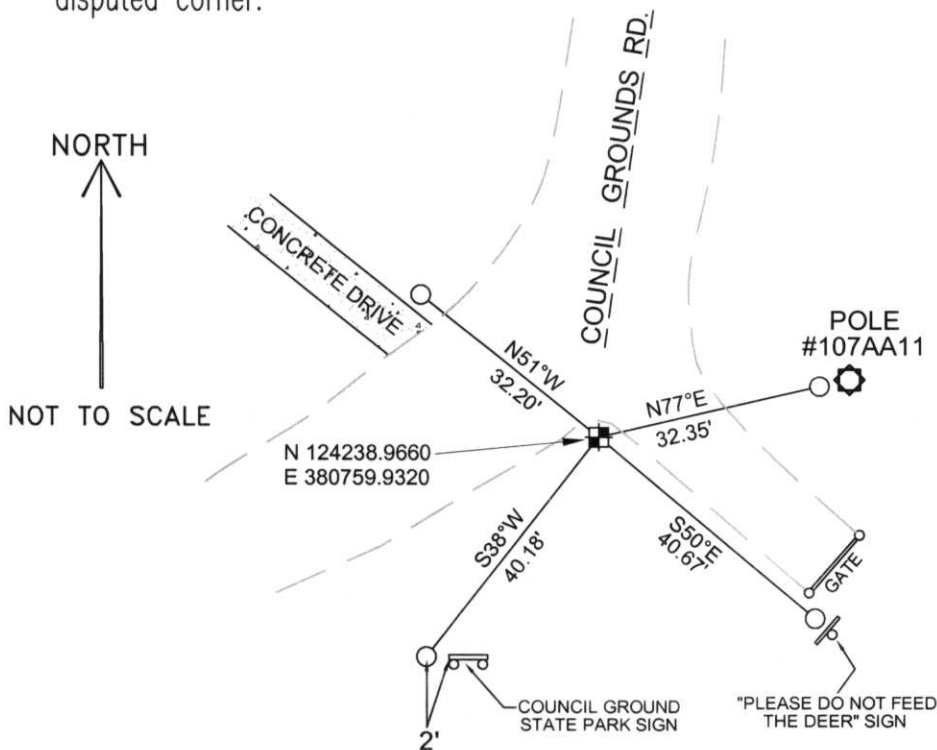 disputed corner.
COUNCIL GROUNDS RD.
NORTH
CONCRETE DRIVE
POLE
#107AA11
N51°W
32.20'
N77°E
32.35'
NOT TO SCALE
N 124238.9660
E 380759.9320
S38°W
40.18'
S50°E
40.67'
GATE
COUNCIL GROUND
STATE PARK SIGN
"PLEASE DO NOT FEED
THE DEER" SIGN
2'